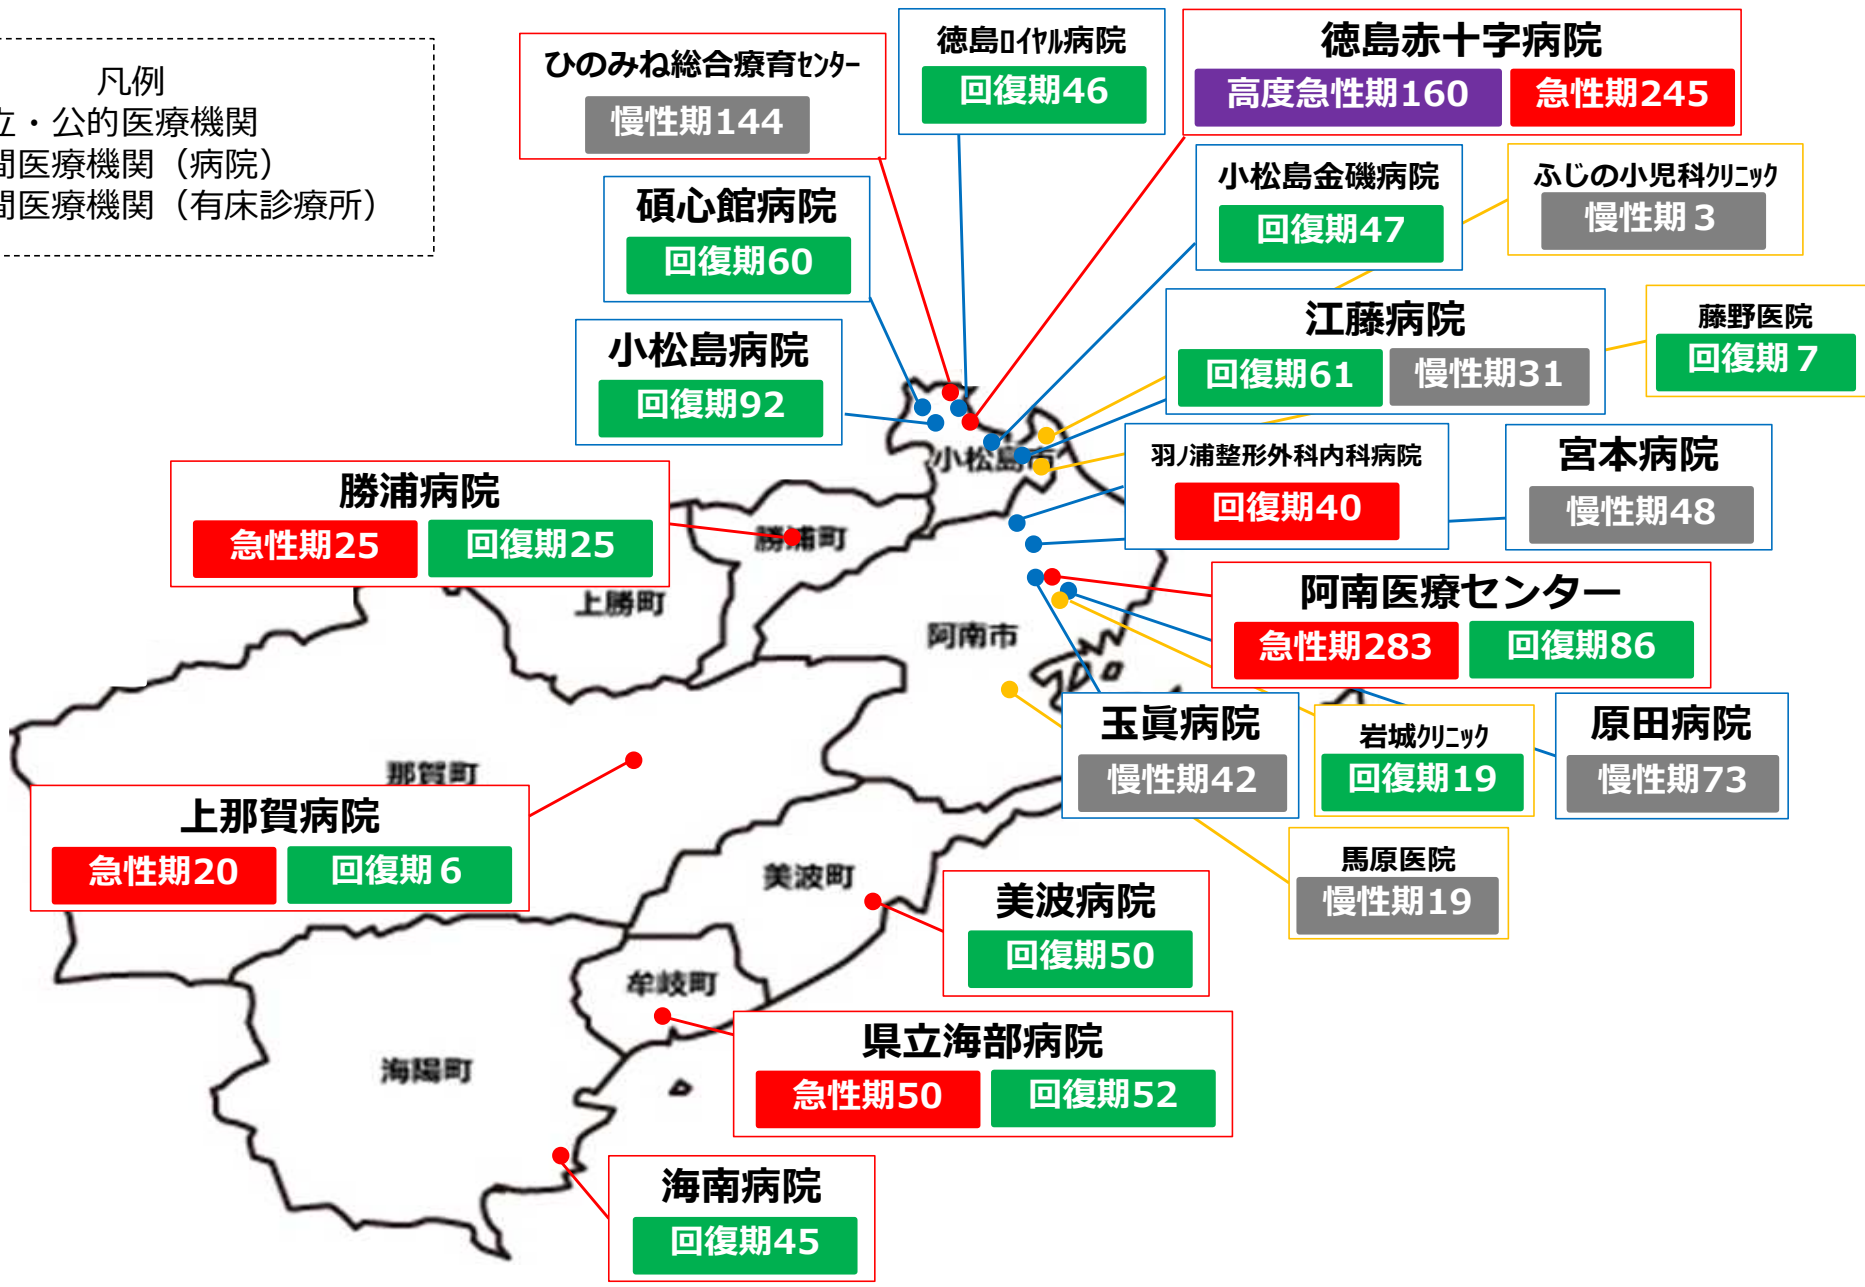 凡例
立・公的医療機関
間医療機関（病院）
間医療機関（有床診療所）
ひのみね総合療育ｾﾝﾀｰ
慢性期144
徳島ﾛｲﾔﾙ病院
回復期46
徳島赤十字病院
高度急性期160 急性期245
碩心館病院
回復期60
小松島金磯病院
回復期47
ふじの小児科ｸﾘﾆｯｸ
慢性期３
小松島病院
回復期92
江藤病院
回復期61 慢性期31
藤野医院
回復期７
小松島市
羽ﾉ浦整形外科内科病院
回復期40
宮本病院
慢性期48
勝浦病院
急性期25 回復期25
勝浦町
上勝町
阿南市
阿南医療センター
急性期283 回復期86
那賀町
玉眞病院
慢性期42
岩城ｸﾘﾆｯｸ
回復期19
原田病院
慢性期73
上那賀病院
急性期20 回復期６
馬原医院
慢性期19
美波町
美波病院
回復期50
牟岐町
県立海部病院
急性期50 回復期52
海陽町
海南病院
回復期45